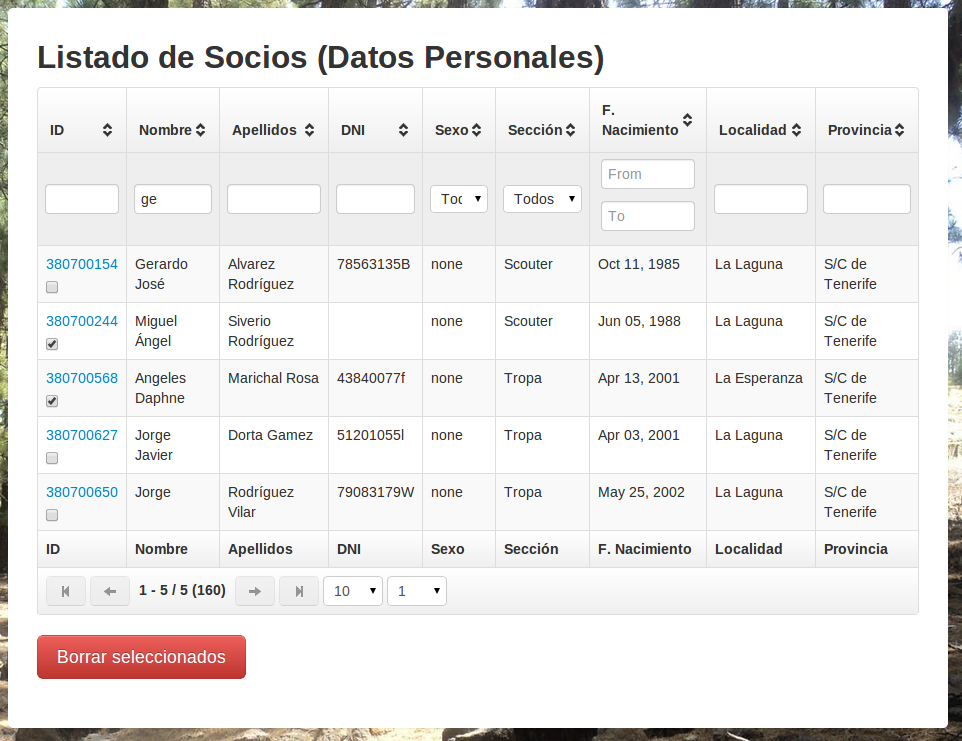 Listado de Socios (Datos Personales)
ID Nombre Apellidos DNI Sexo Sección F. Nacimiento Localidad Provincia
ge Toc Todos From
To
380700154 Gerardo Alvarez 78563135B none Scouter Oct 11, 1985 La Laguna S/C de
José Rodríguez Tenerife
380700244 Miguel Siverio none Scouter Jun 05, 1988 La Laguna S/C de
Ángel Rodríguez Tenerife
380700568 Angeles Marichal Rosa 43840077f none Tropa Apr 13, 2001 La Esperanza S/C de
Daphne Tenerife
380700627 Jorge Dorta Gamez 51201055l none Tropa Apr 03, 2001 La Laguna S/C de
Javier Tenerife
380700650 Jorge Rodríguez 79083179W none Tropa May 25, 2002 La Laguna S/C de
Vilar Tenerife
ID Nombre Apellidos DNI Sexo Sección F. Nacimiento Localidad Provincia
1 - 5 / 5 (160) 10 1
Borrar seleccionados